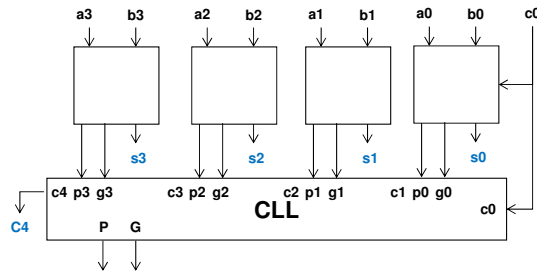 a3 b3 a2 b2 a1 b1 a0 b0 c0
s3 s2 s1 s0
c4 p3 g3 c3 p2 g2 c2 p1 g1 c1 p0 g0
CLL c0
C4 P G